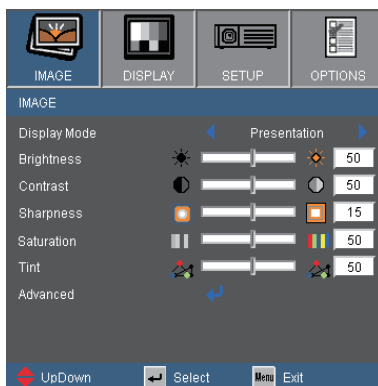 IMAGE DISPLAY SETUP OPTIONS
IMAGE
Display Mode Presentation
Brightness 50
Contrast 50
Sharpness 15
Saturation 50
Tint 50
Advanced
UpDown Select Menu Exit